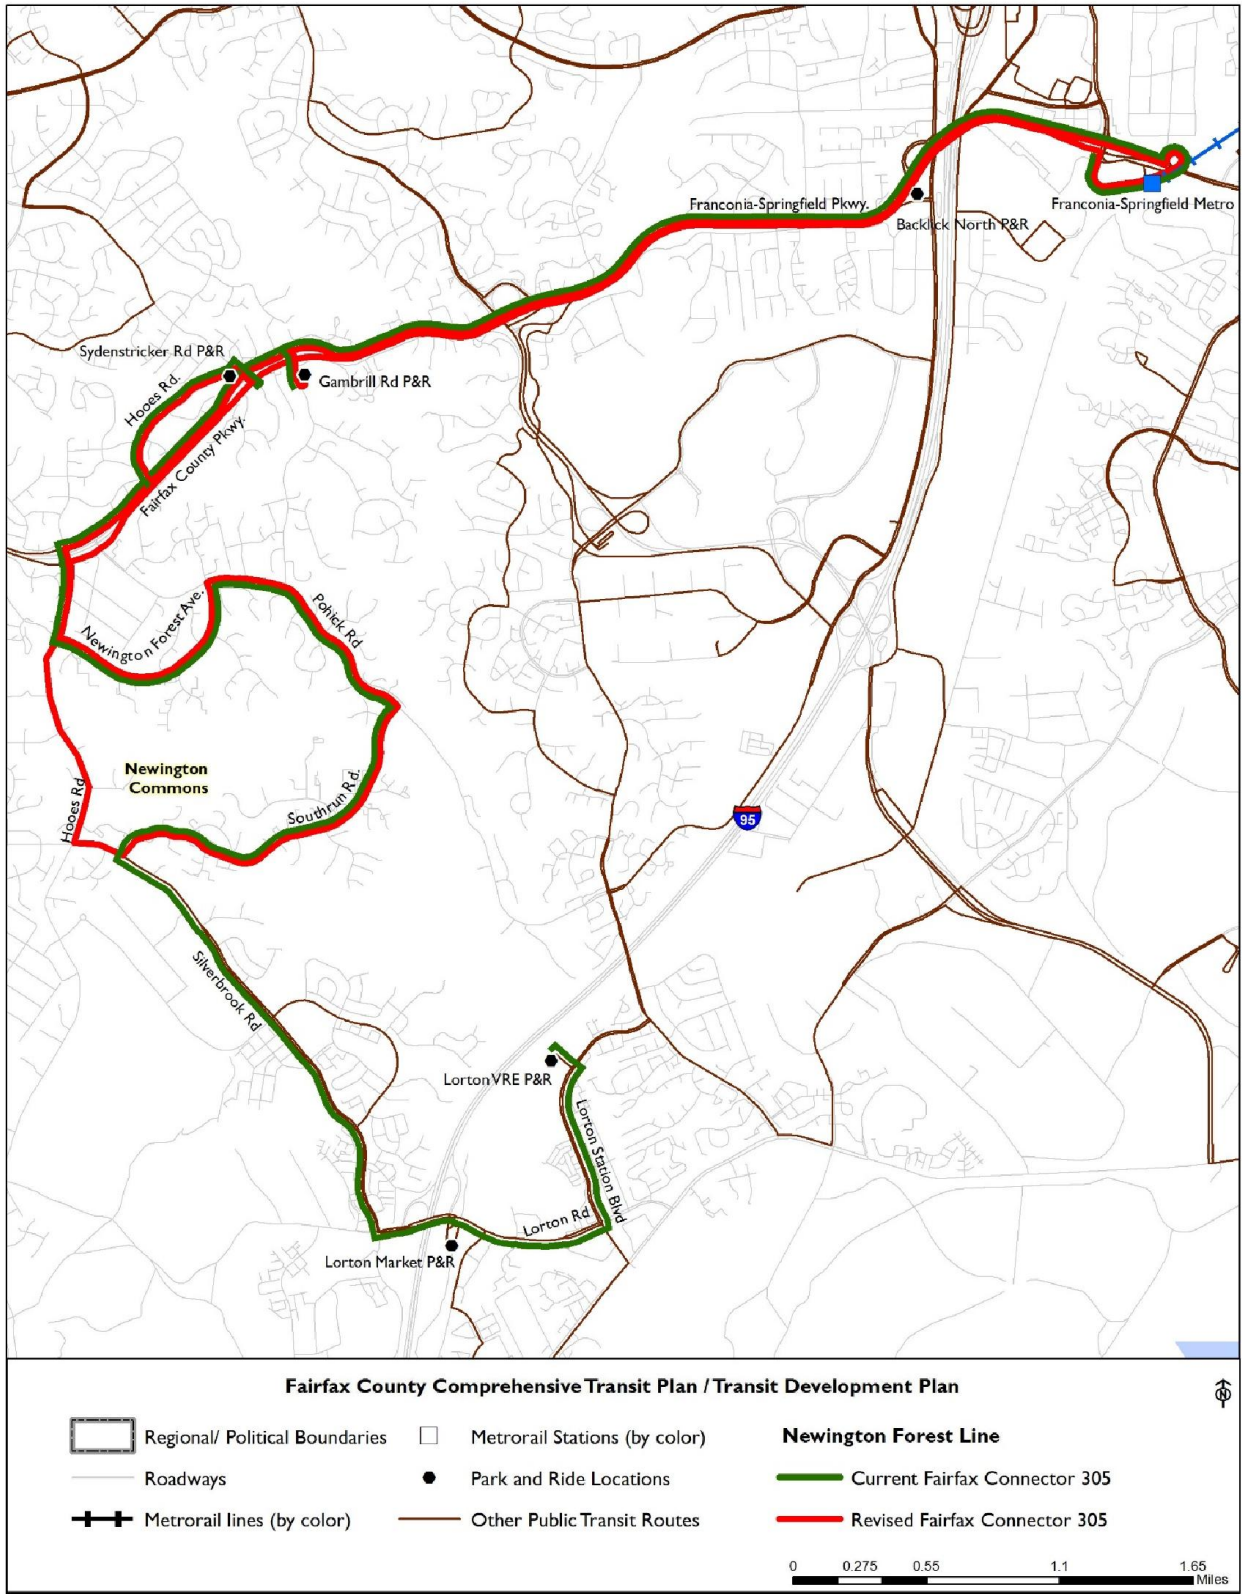 Franconia-Springfield Pkwy.
Franconia-Springfield Metro
Backlick North P&R
Sydenstricker Rd P&R
Gambrill Rd P&R
Hooes Rd.
Fairfax County Pkwy.
Newington Forest Ave.
Pohick Rd
Newington
Commons
Hooes Rd
Southrun Rd.
95
Silverbrook Rd
Lorton VRE P&R
Lorton Station Blvd
Lorton Rd
Lorton Market P&R
Fairfax County Comprehensive Transit Plan / Transit Development Plan
N
Regional/ Political Boundaries
Metrorail Stations (by color)
Newington Forest Line
Roadways
Park and Ride Locations
Current Fairfax Connector 305
Metrorail lines (by color)
Other Public Transit Routes
Revised Fairfax Connector 305
0 0.275 0.55 1.1 1.65
Miles